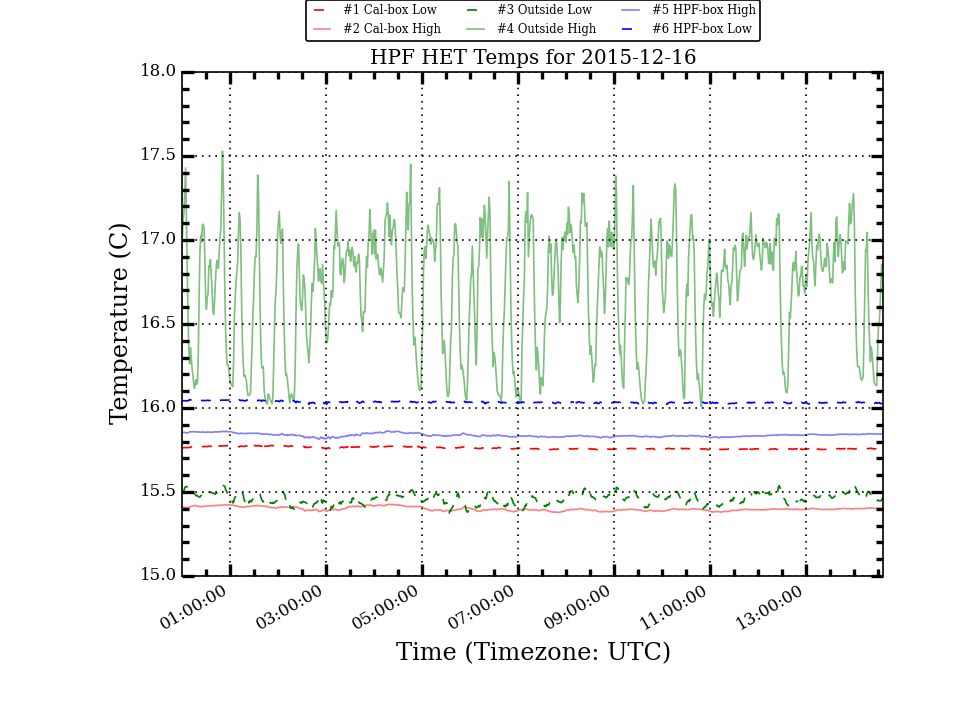 #1 Cal-box Low #3 Outside Low #5 HPF-box High
#2 Cal-box High #4 Outside High #6 HPF-box Low
HPF HET Temps for 2015-12-16
18.0
17.5
17.0
16.5
16.0
15.5
15.0
Temperature (C)
01:00:00 03:00:00 05:00:00 07:00:00 09:00:00 11:00:00 13:00:00
Time (Timezone: UTC)